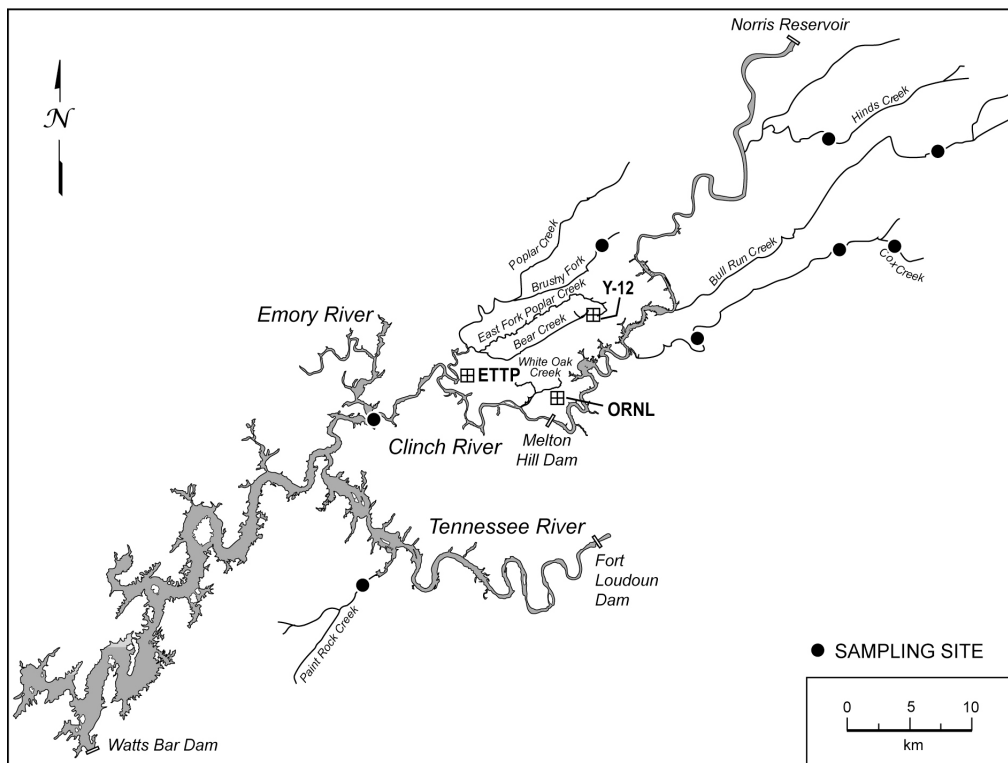 Norris Reservoir
N
Hinds Creek
Poplar Creek
Brushy Fork
Bull Run Creek
Cox Creek
Y-12
East Fork Poplar Creek
Bear Creek
Emory River
White Oak
Creek
ETTP
ORNL
Clinch River
Melton
Hill Dam
Tennessee River
Fort
Loudoun
Dam
Paint Rock Creek
SAMPLING SITE
0 5 10
km
Watts Bar Dam